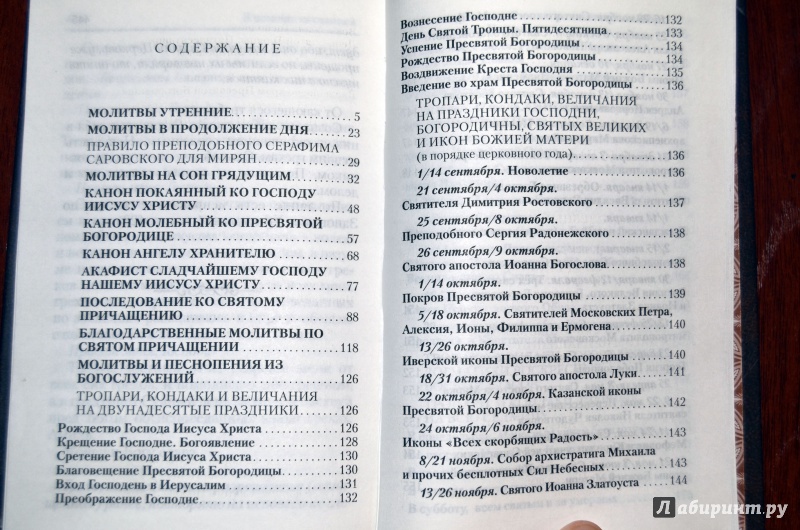 СОДЕРЖАНИЕ
МОЛИТВЫ УТРЕННИЕ 5
МОЛИТВЫ В ПРОДОЛЖЕНИЕ ДНЯ 23
ПРАВИЛО ПРЕПОДОБНОГО СЕРАФИМА
САРОВСКОГО ДЛЯ МИРЯН 29
МОЛИТВЫ НА СОН ГРЯДУЩИМ 32
КАНОН ПОКАЯННЫЙ КО ГОСПОДУ
ИИСУСУ ХРИСТУ 48
КАНОН МОЛЕБНЫЙ КО ПРЕСВЯТОЙ
БОГОРОДИЦЕ 57
КАНОН АНГЕЛУ ХРАНИТЕЛЮ 68
АКАФИСТ СЛАДЧАЙШЕМУ ГОСПОДУ
НАШЕМУ ИИСУСУ ХРИСТУ 77
ПОСЛЕДОВАНИЕ КО СВЯТОМУ
ПРИЧАЩЕНИЮ 88
БЛАГОДАРСТВЕННЫЕ МОЛИТВЫ ПО
СВЯТОМ ПРИЧАЩЕНИИ 118
МОЛИТВЫ И ПЕСНОПЕНИЯ ИЗ
БОГОСЛУЖЕНИЙ 126
ТРОПАРИ, КОНДАКИ И ВЕЛИЧАНИЯ
НА ДВУНАДЕСЯТЫЕ ПРАЗДНИКИ 126
Рождество Господа Иисуса Христа 126
Крещение Господне. Богоявление 128
Сретение Господа Иисуса Христа 130
Благовещение Пресвятой Богородицы 130
Вход Господень в Иерусалим 131
Преображение Господне 132
Вознесение Господне 132
День Святой Троицы. Пятидесятница 133
Успение Пресвятой Богородицы 134
Рождество Пресвятой Богородицы 134
Воздвижение Креста Господня 135
Введение во храм Пресвятой Богородицы 136
ТРОПАРИ, КОНДАКИ, ВЕЛИЧАНИЯ
НА ПРАЗДНИКИ ГОСПОДНИ,
БОГОРОДИЧНЫ, СВЯТЫХ ВЕЛИКИХ
И ИКОН БОЖИЕЙ МАТЕРИ
(в порядке церковного года) 136
1/14 сентября. Новолетие 136
21 сентября/4 октября.
Святителя Димитрия Ростовского 137
25 сентября/8 октября.
Преподобного Сергия Радонежского 138
26 сентября/9 октября.
Святого апостола Иоанна Богослова 138
1/14 октября.
Покров Пресвятой Богородицы 139
5/18 октября. Святителей Московских Петра,
Алексия, Ионы, Филиппа и Ермогена 140
13/26 октября.
Иверской иконы Пресвятой Богородицы 140
18/31 октября. Святого апостола Луки 141
22 октября/4 ноября. Казанской иконы
Пресвятой Богородицы 142
24 октября/6 ноября.
Иконы «Всех скорбящих Радость» 143
8/21 ноября. Собор архистратига Михаила
и прочих бесплотных Сил Небесных 143
13/26 ноября. Святого Иоанна Златоуста 144
Лабиринт.ру